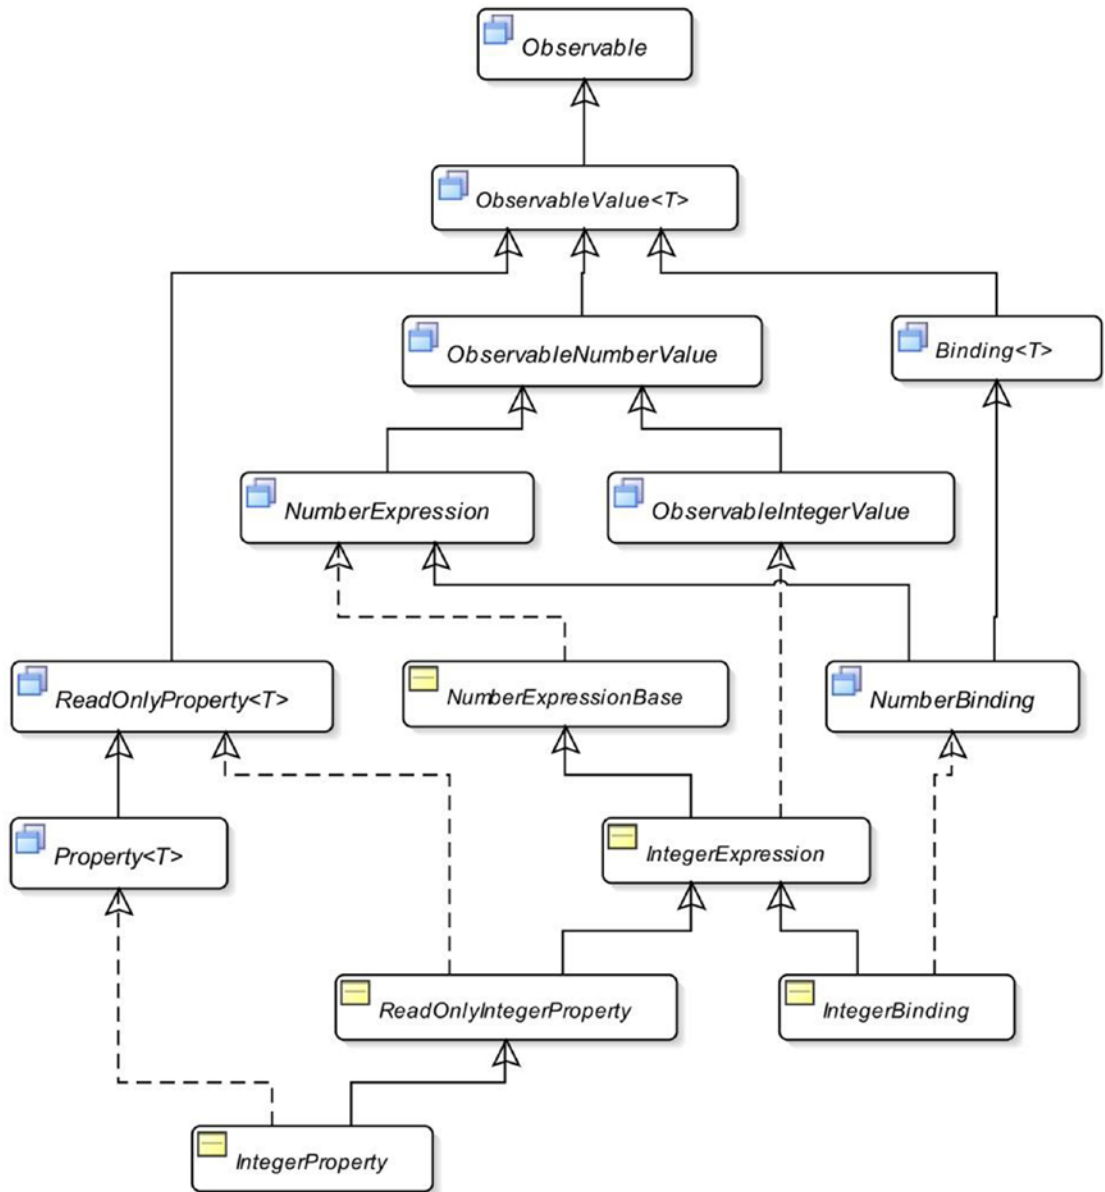 Observable
ObservableValue<T>
ObservableNumberValue
Binding<T>
NumberExpression
ObservableIntegerValue
ReadOnlyProperty<T>
NumberExpressionBase
NumberBinding
Property<T>
IntegerExpression
ReadOnlyIntegerProperty
IntegerBinding
IntegerProperty